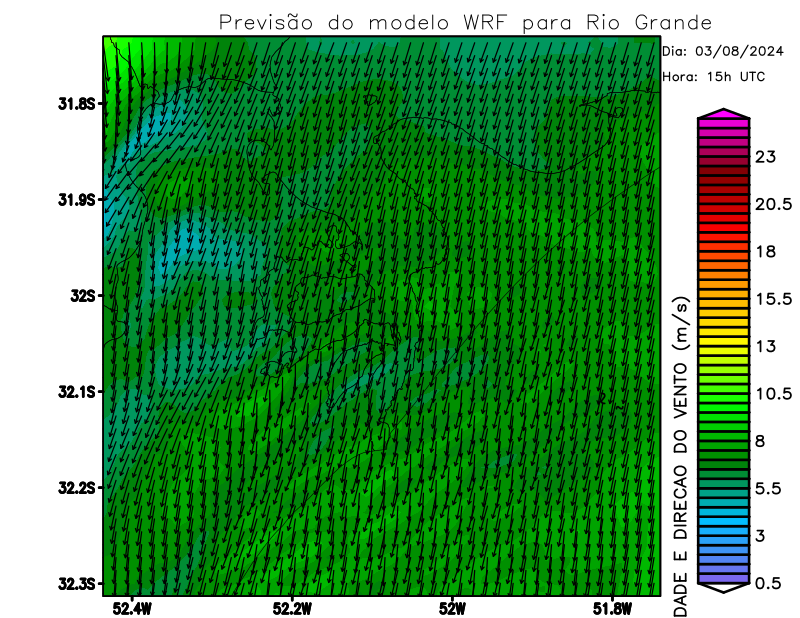 Previsão do modelo WRF para Rio Grande
Dia: 03/08/2024
Hora: 15h UTC
31.8S
31.9S
32S
32.1S
32.2S
32.3S
52.4W
52.2W
52W
51.8W
23
20.5
18
15.5
13
10.5
8
5.5
3
0.5
DADE E DIRECAO DO VENTO (m/s)